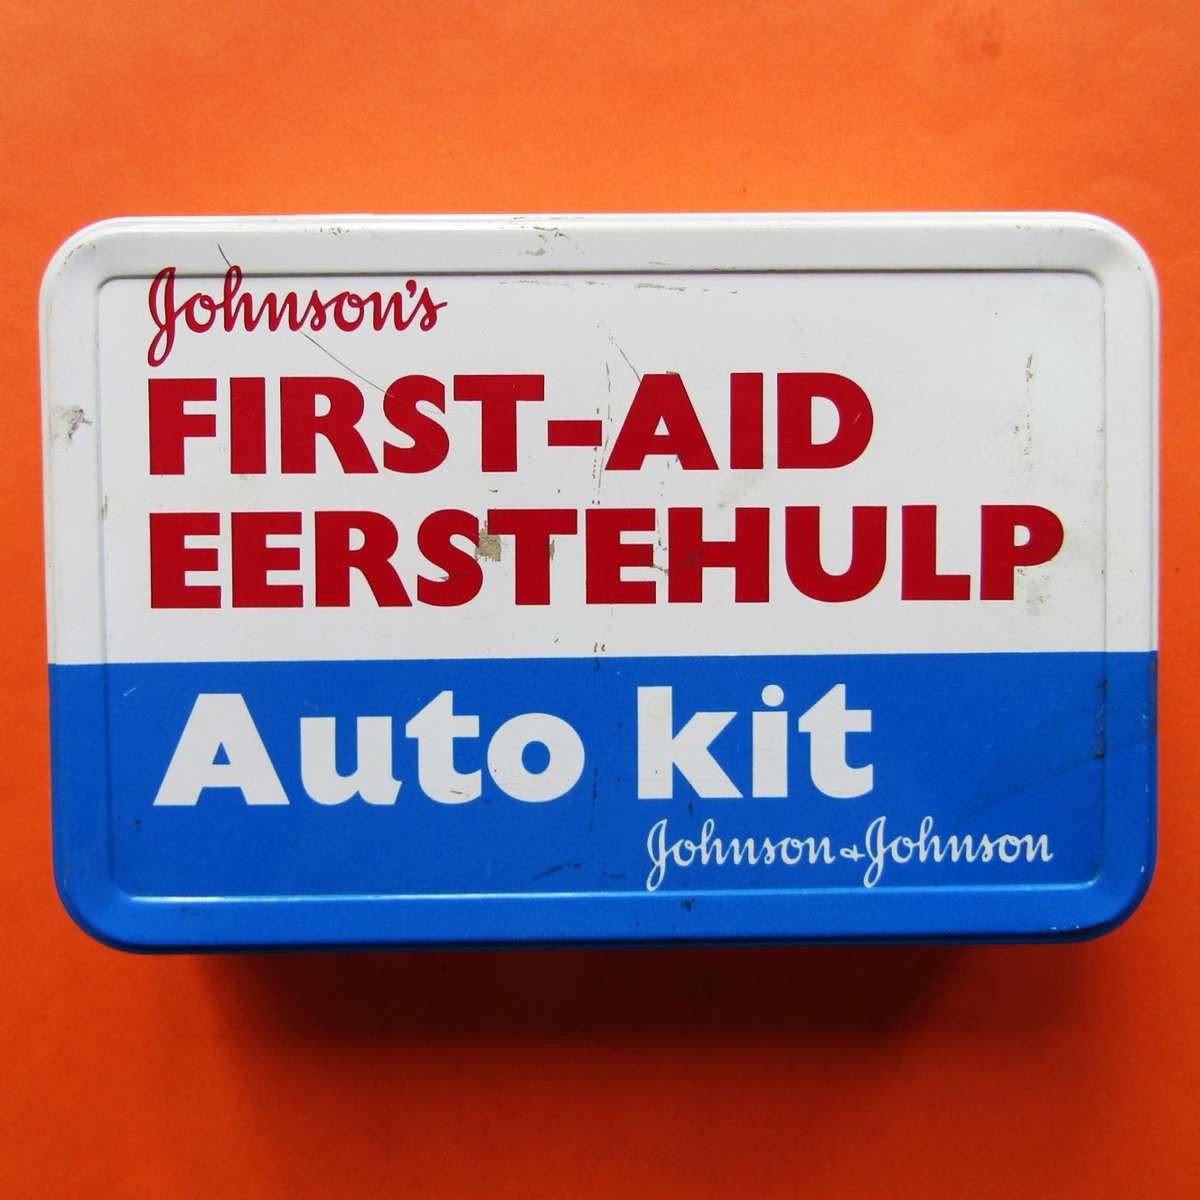 Johnson's
FIRST-AID
EERSTEHULP
Auto kit
Johnson & Johnson